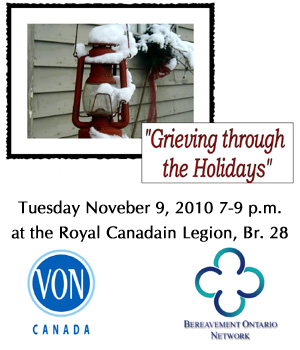 "Grieving through
the Holidays"
Tuesday Noveber 9, 2010 7-9 p.m.
at the Royal Canadain Legion, Br. 28
VON
CANADA
BEREAVEMENT ONTARIO
NETWORK